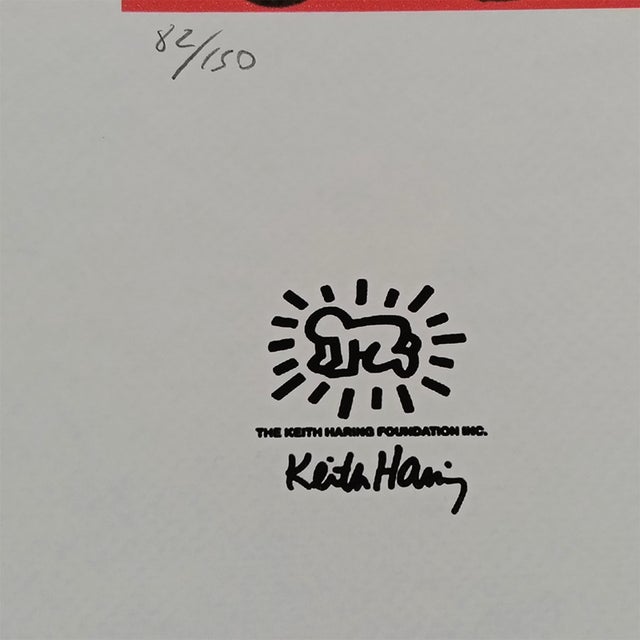 82/150
THE KEITH HARING FOUNDATION INC.
Keith Haring